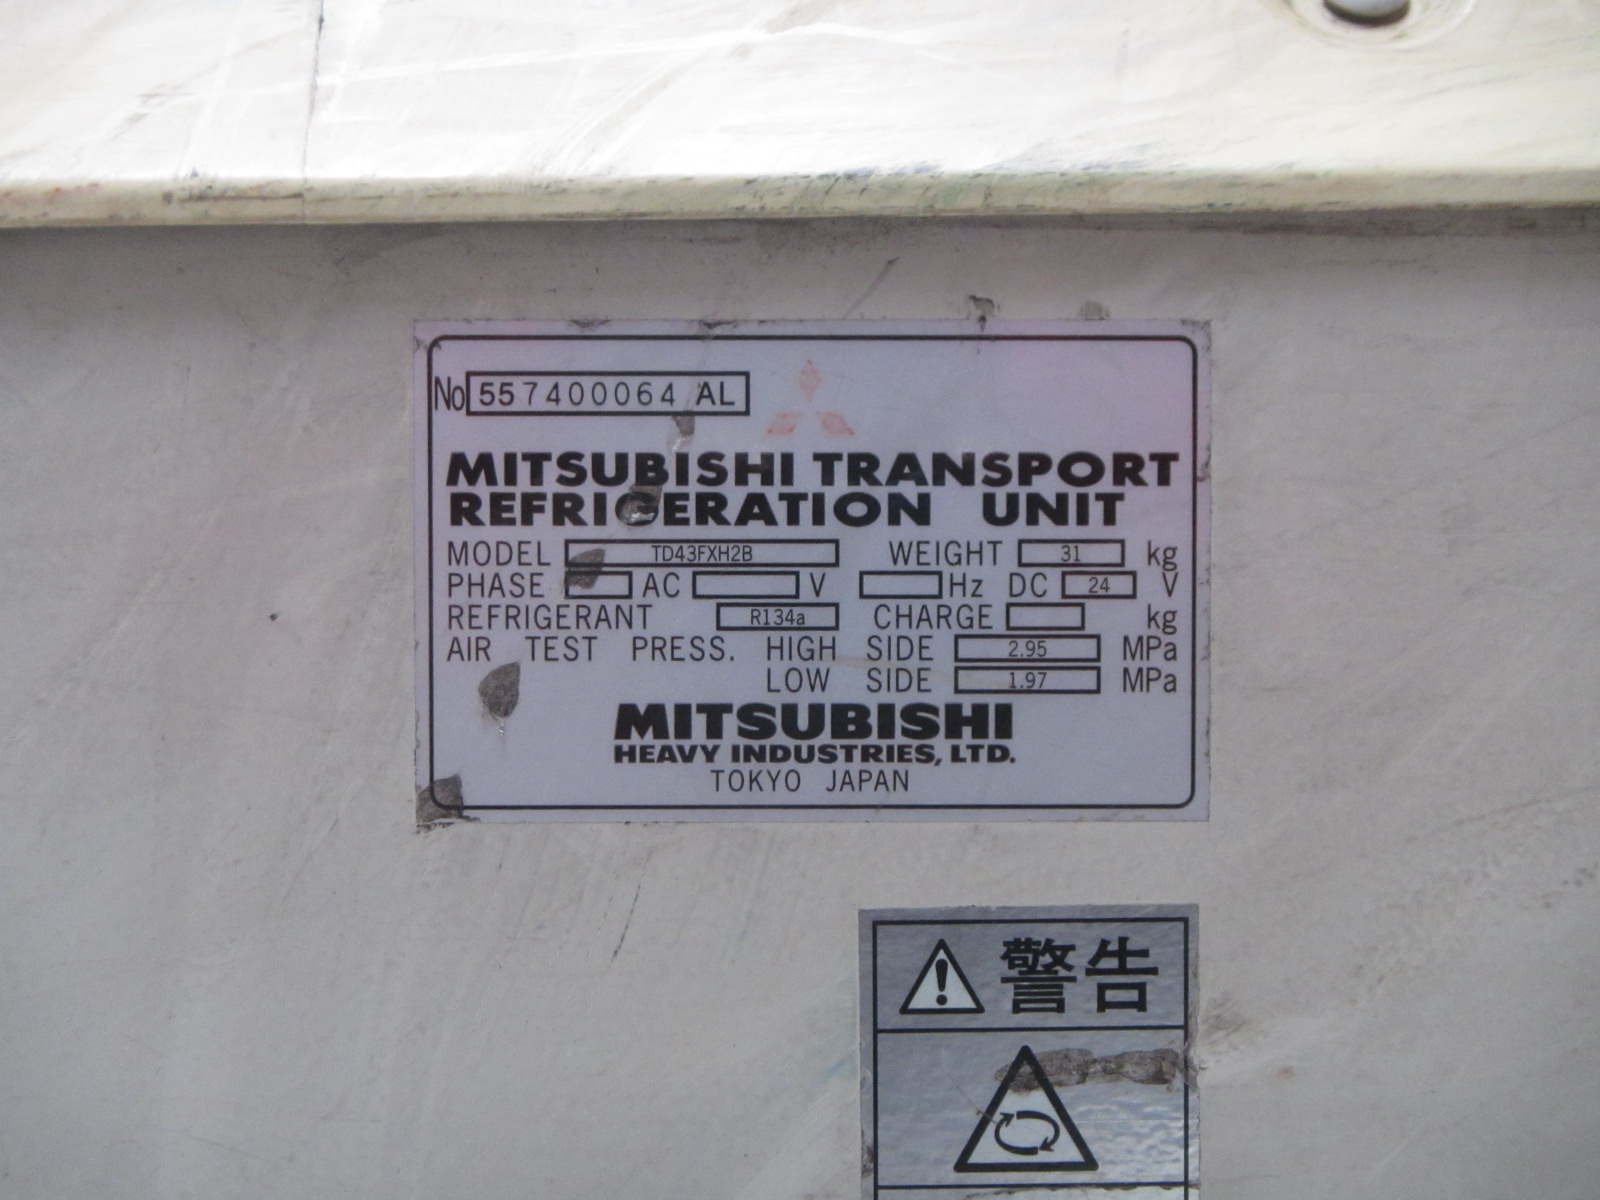 No 557400064 AL
MITSUBISHI TRANSPORT
REFRIGERATION UNIT
MODEL TD43FXH2B WEIGHT 31 kg
PHASE AC V Hz DC 24 V
REFRIGERANT R134a CHARGE kg
AIR TEST PRESS. HIGH SIDE 2.95 MPa
LOW SIDE 1.97 MPa
MITSUBISHI
HEAVY INDUSTRIES, LTD.
TOKYO JAPAN
警告